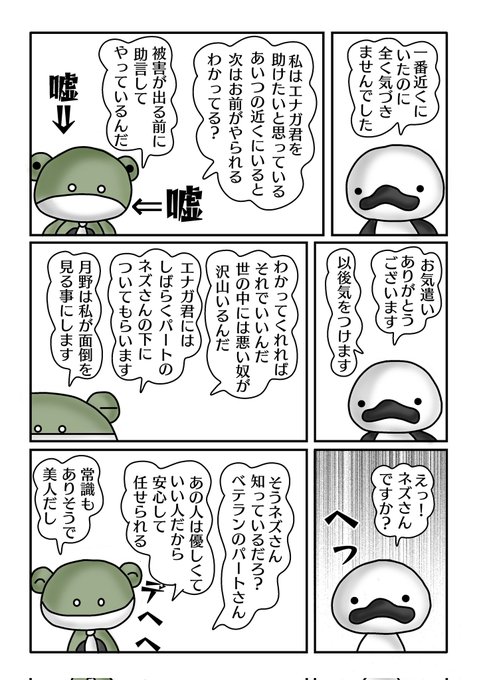 一番近くに
いたのに
全く気づき
ませんでした
私はエナガ君を
助けたいと思っている
あいつの近くにいると
次はお前がやられる
わかってる？
被害が出る前に
助言して
やっているんだ
嘘
⇒
⇐嘘
お気遣い
ありがとう
ございます
以後気をつけます
わかってくれれば
それでいいんだ
世の中には悪い奴が
沢山いるんだ
エナガ君には
しばらくパートの
ネズさんの下に
ついてもらいます
月野は私が面倒を
見る事にします
えっ！
ネズさん
ですか？
へっ
そうネズさん
知っているだろ？
ベテランのパートさん
あの人は優しくて
いい人だから
安心して
任せられる
常識も
ありそうで
美人だし
デヘヘ